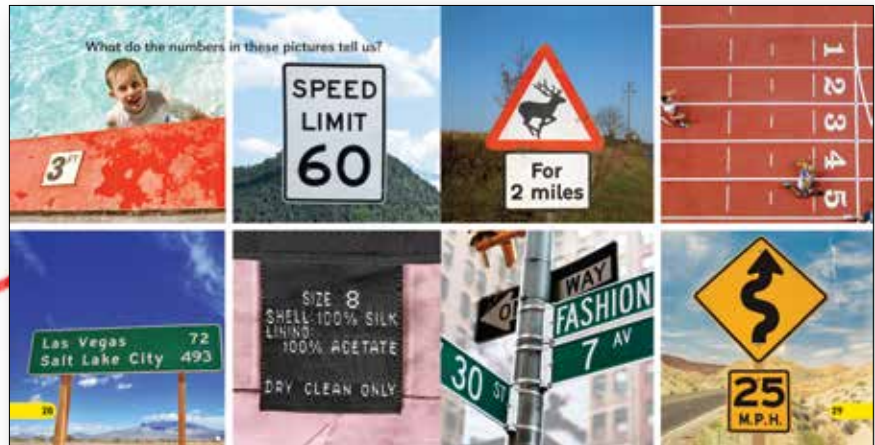 What do the numbers in these pictures tell us?
3 FT
SPEED
LIMIT
60
For
2 miles
1
2
3
4
5
Las Vegas 72
Salt Lake City 493
SIZE 8
SHELL: 100% SILK
LINING:
100% ACETATE
DRY CLEAN ONLY
WAY
FASHION
7 AV
30 ST
25
M.P.H.
28
29